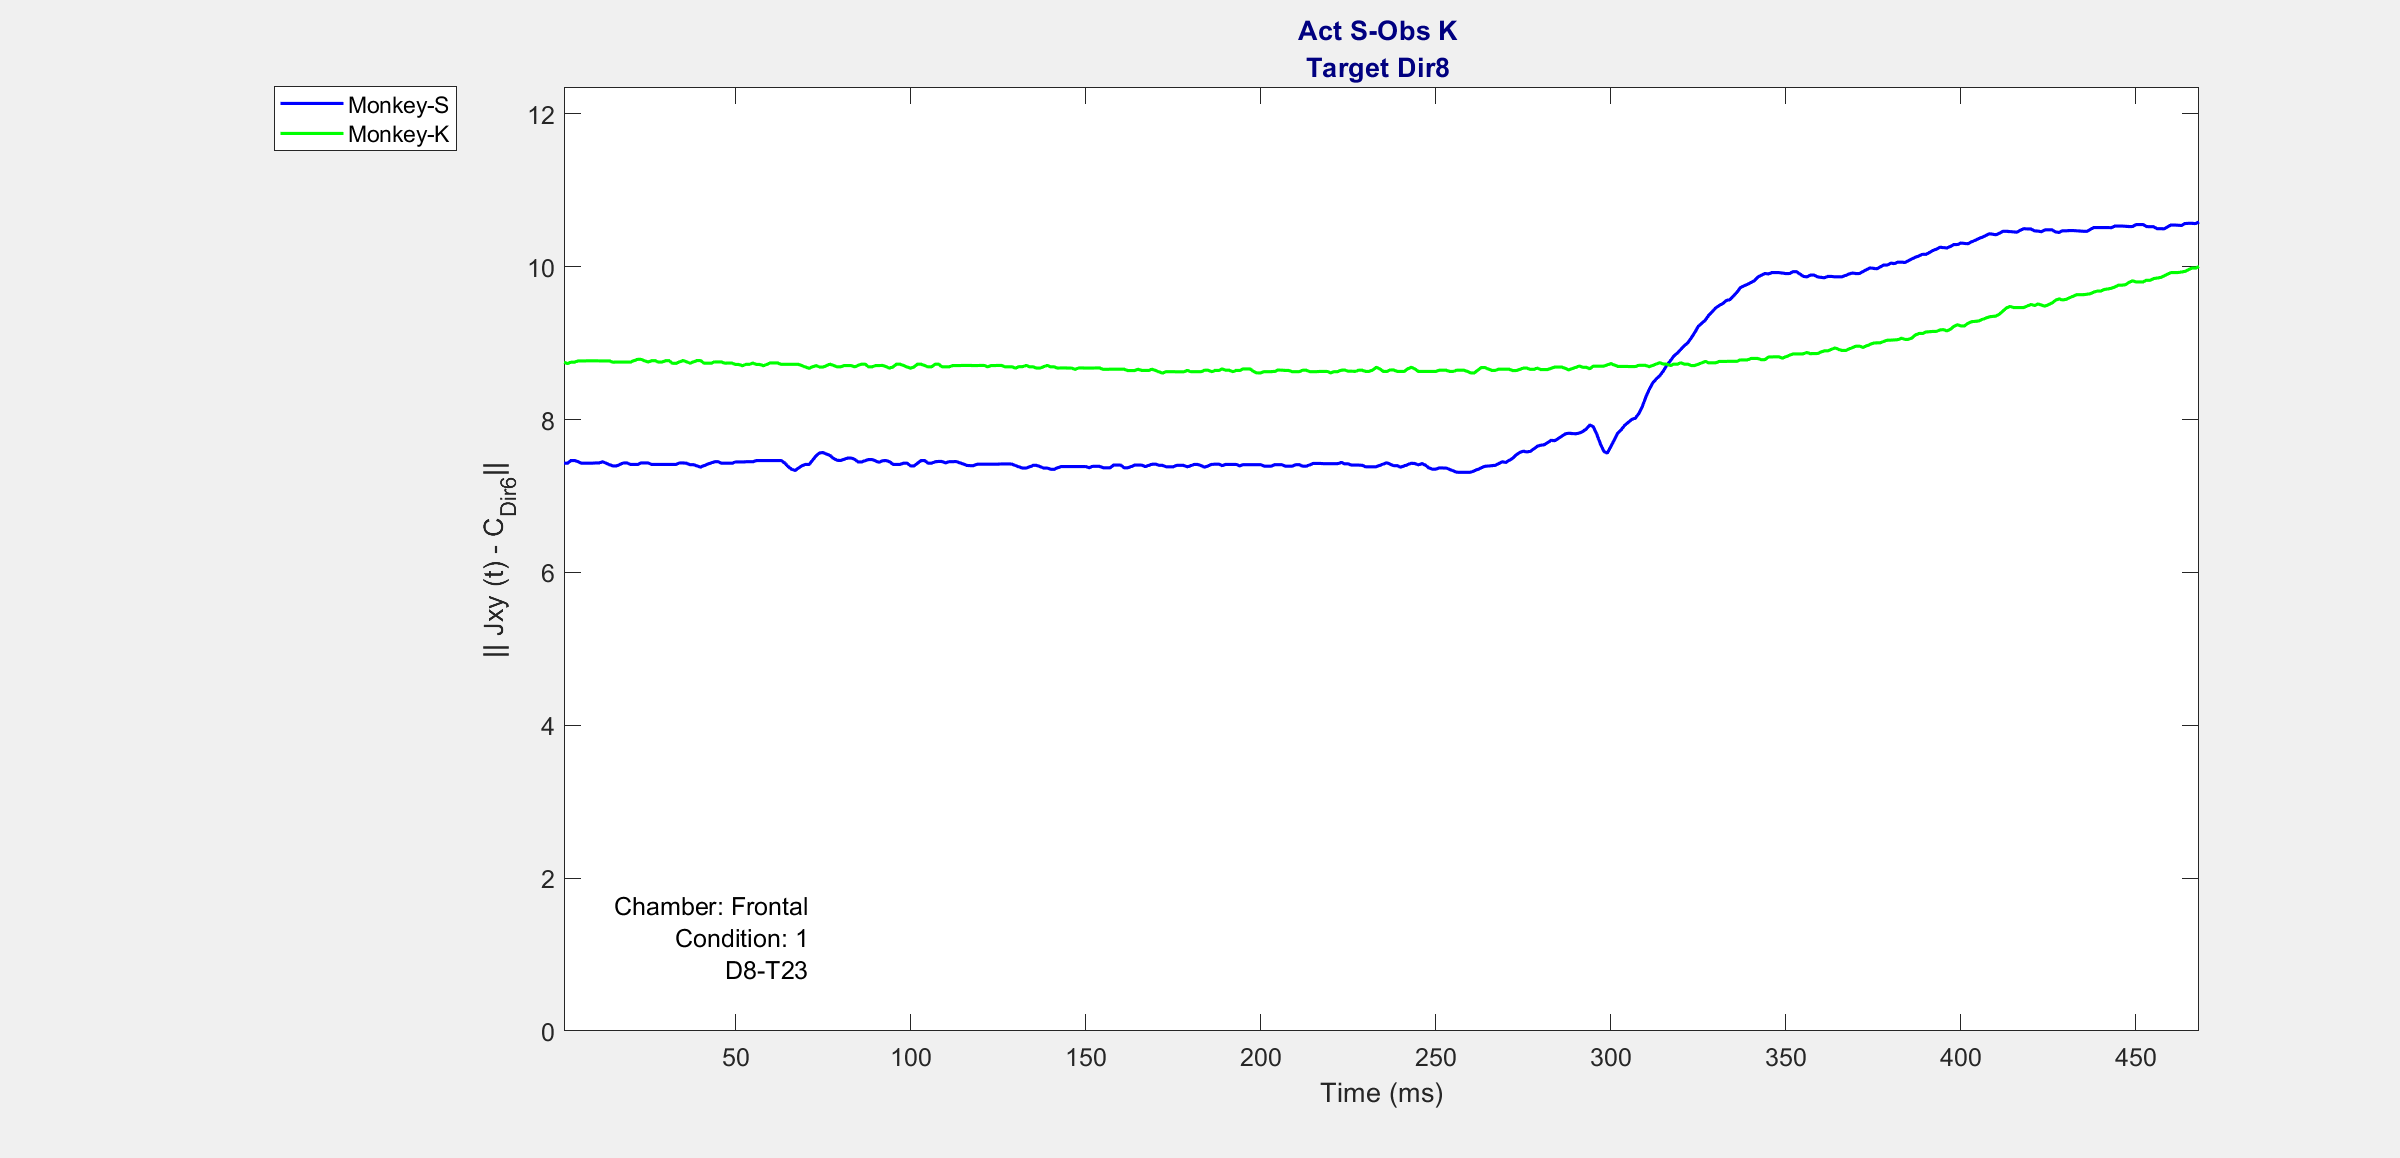 Act S-Obs K
Target Dir8
Monkey-S
Monkey-K
12
10
8
6
4
2
0
|| Jxy (t) - C_Dir6||
Chamber: Frontal
Condition: 1
D8-T23
50 100 150 200 250 300 350 400 450
Time (ms)